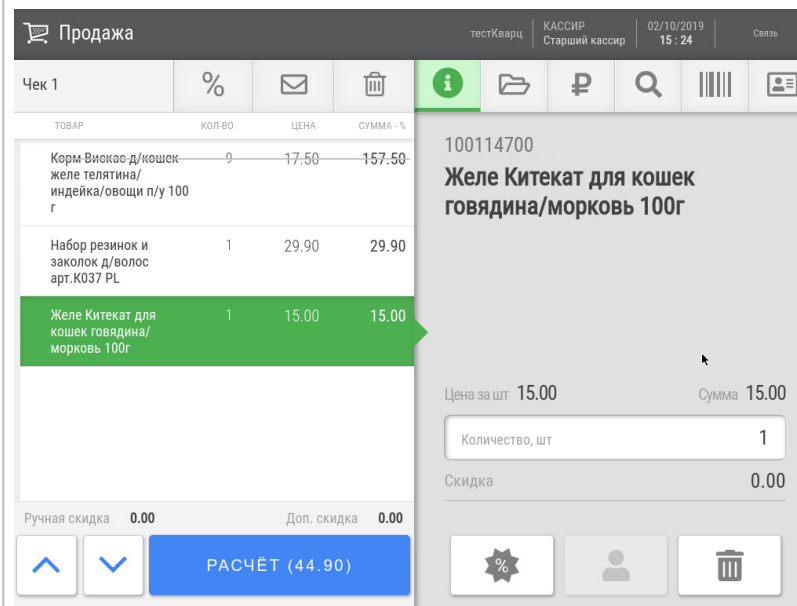 Продажа
тестКварц
КАССИР
Старший кассир
02/10/2019
15 : 24
Связь
Чек 1
%
ТОВАР КОЛ-ВО ЦЕНА СУММА - %
Корм Вискас д/кошек 9 17.50 157.50
желе телятина/
индейка/овощи п/у 100
г
Набор резинок и 1 29.90 29.90
заколок д/волос
арт.К037 PL
Желе Китекат для 1 15.00 15.00
кошек говядина/
морковь 100г
Ручная скидка 0.00 Доп. скидка 0.00
РАСЧЁТ (44.90)
100114700
Желе Китекат для кошек
говядина/морковь 100г
Цена за шт 15.00 Сумма 15.00
Количество, шт 1
Скидка 0.00
%